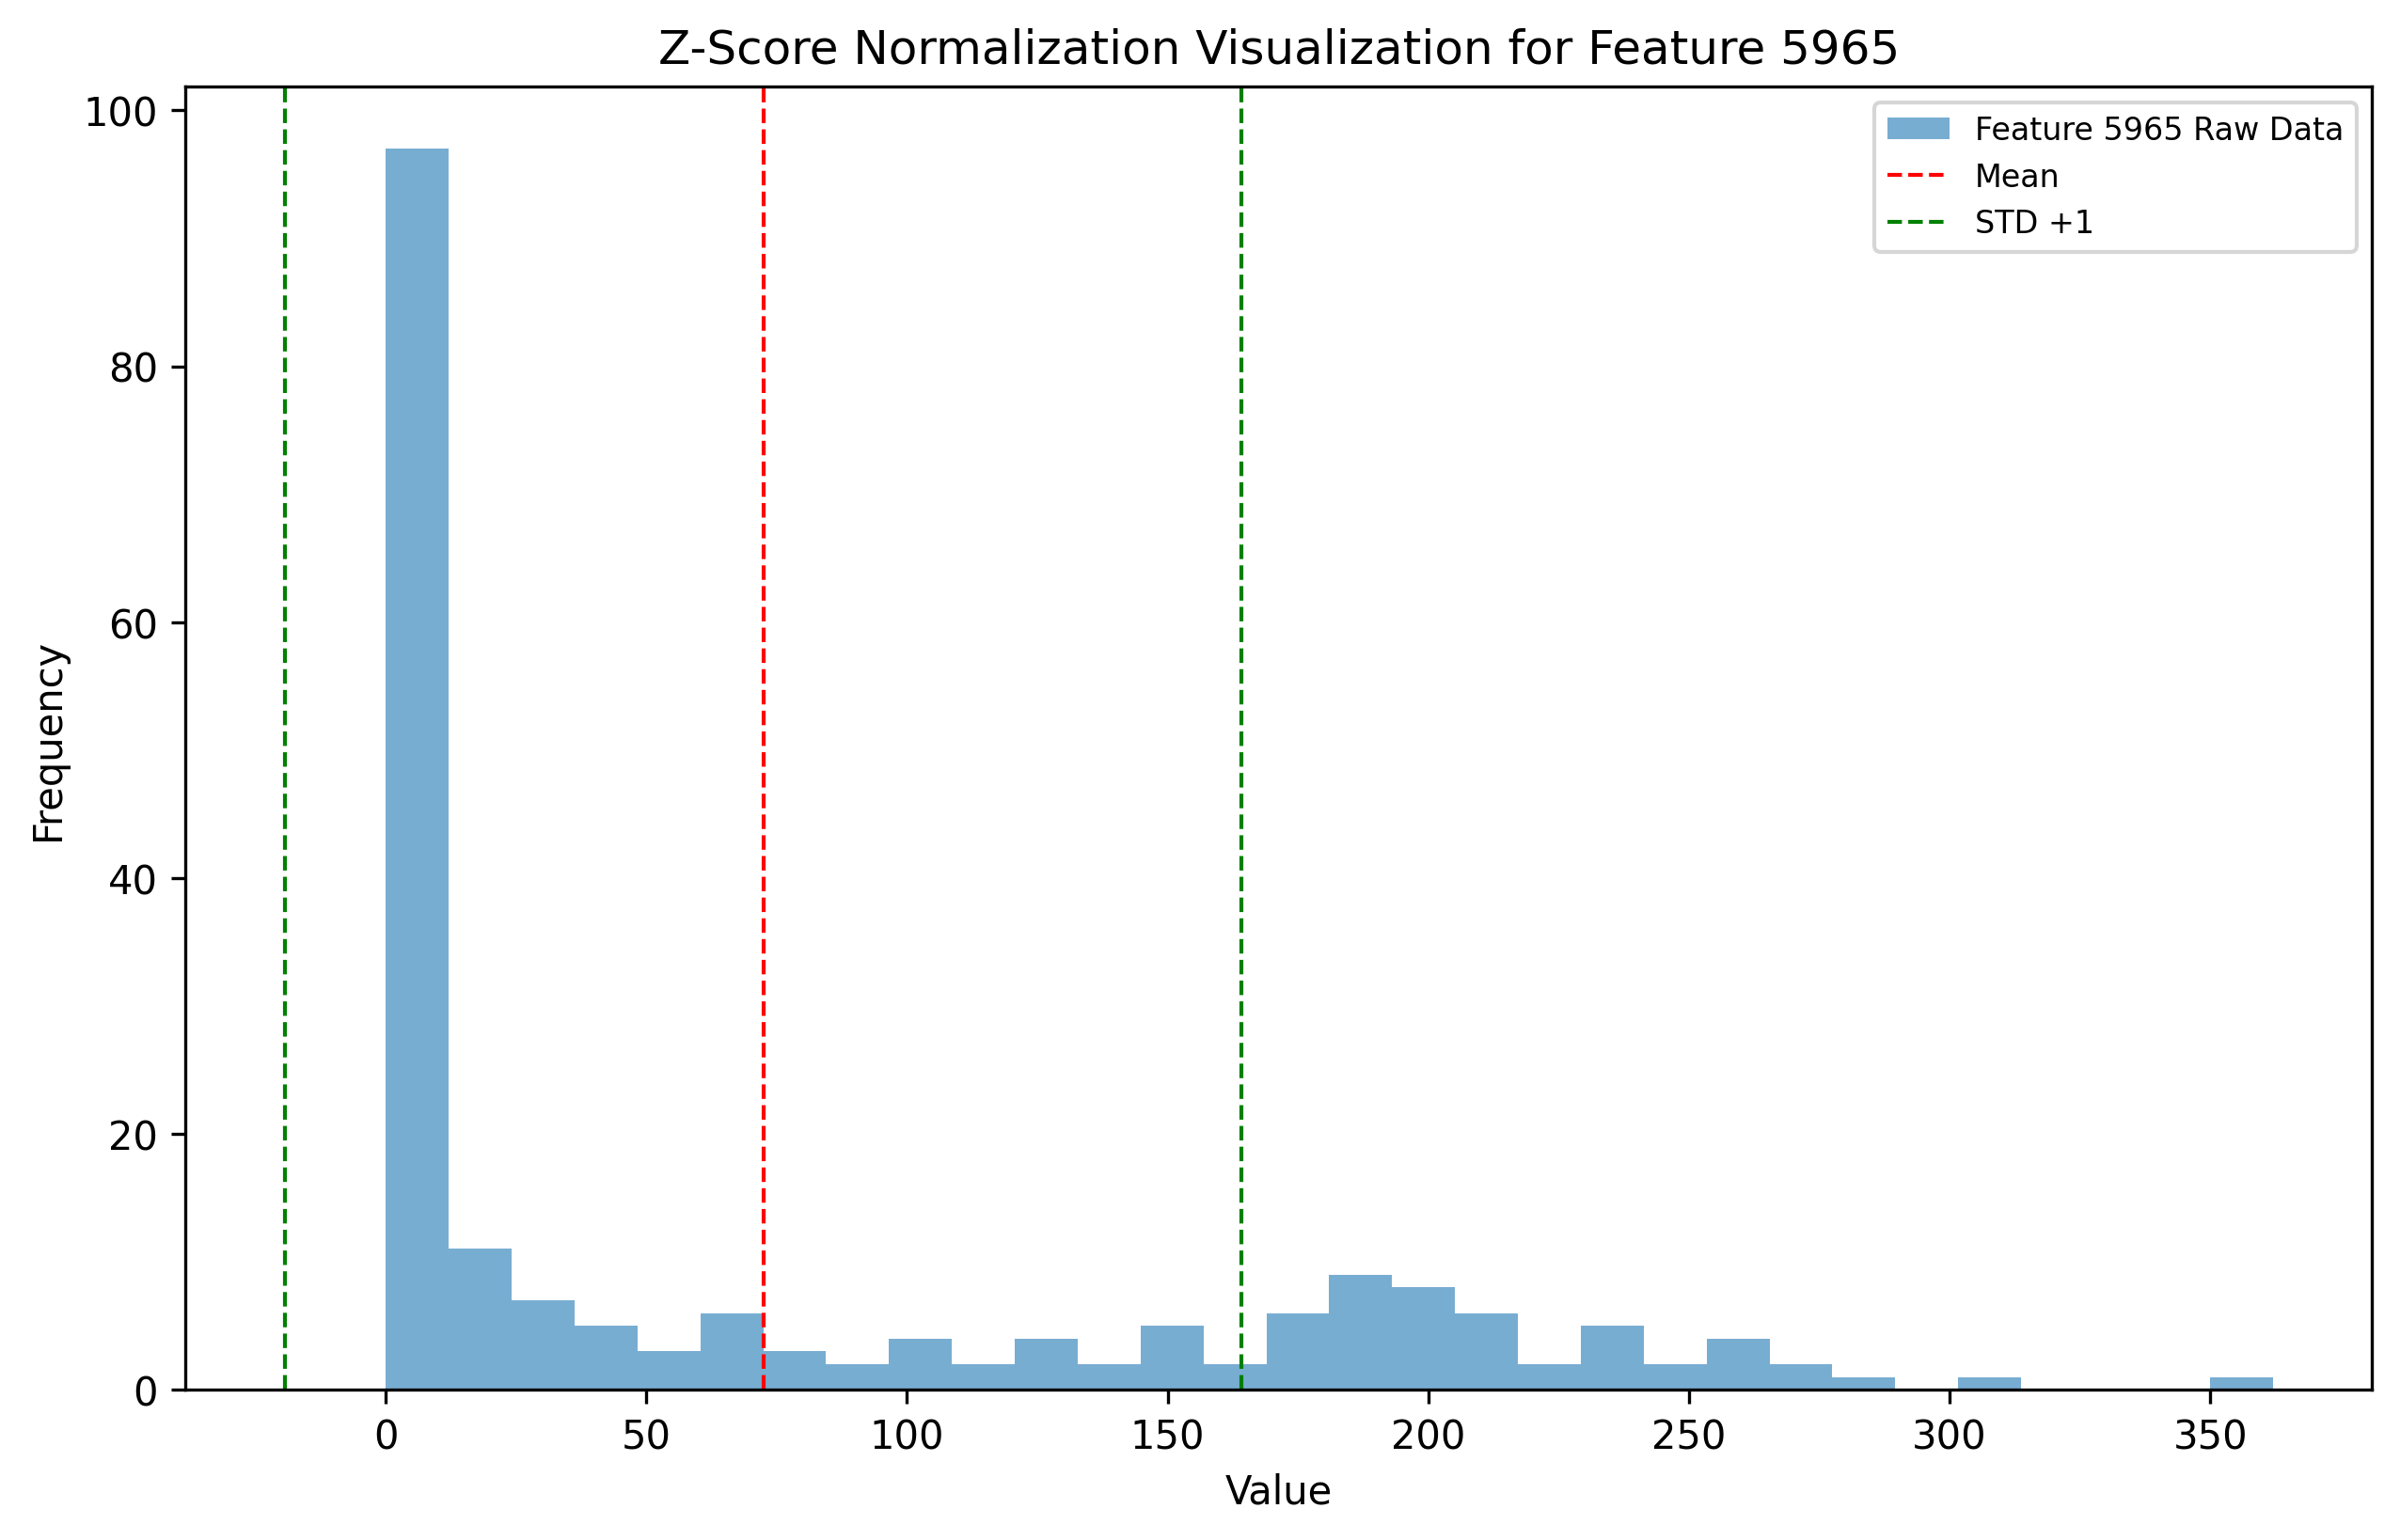 Z-Score Normalization Visualization for Feature 5965
Feature 5965 Raw Data
Mean
STD +1
100
80
60
40
20
0
Frequency
0 50 100 150 200 250 300 350
Value